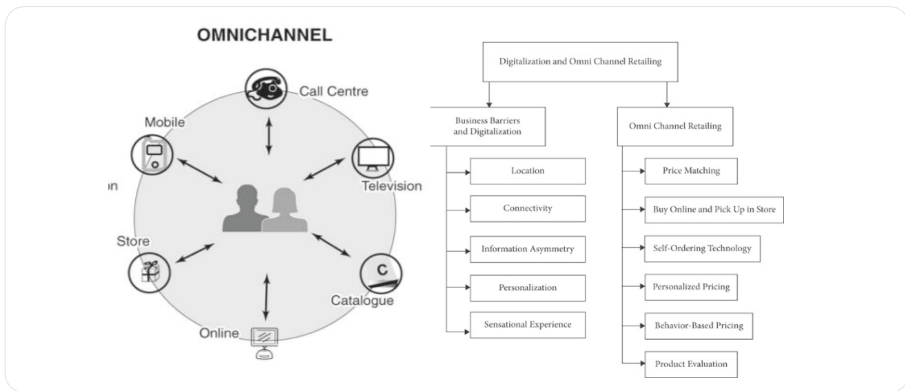 OMNICHANNEL
Call Centre
Mobile
on
Television
Store
C
Catalogue
Online
Digitalization and Omni Channel Retailing
Business Barriers
and Digitalization
Location
Connectivity
Information Asymmetry
Personalization
Sensational Experience
Omni Channel Retailing
Price Matching
Buy Online and Pick Up in Store
Self-Ordering Technology
Personalized Pricing
Behavior-Based Pricing
Product Evaluation